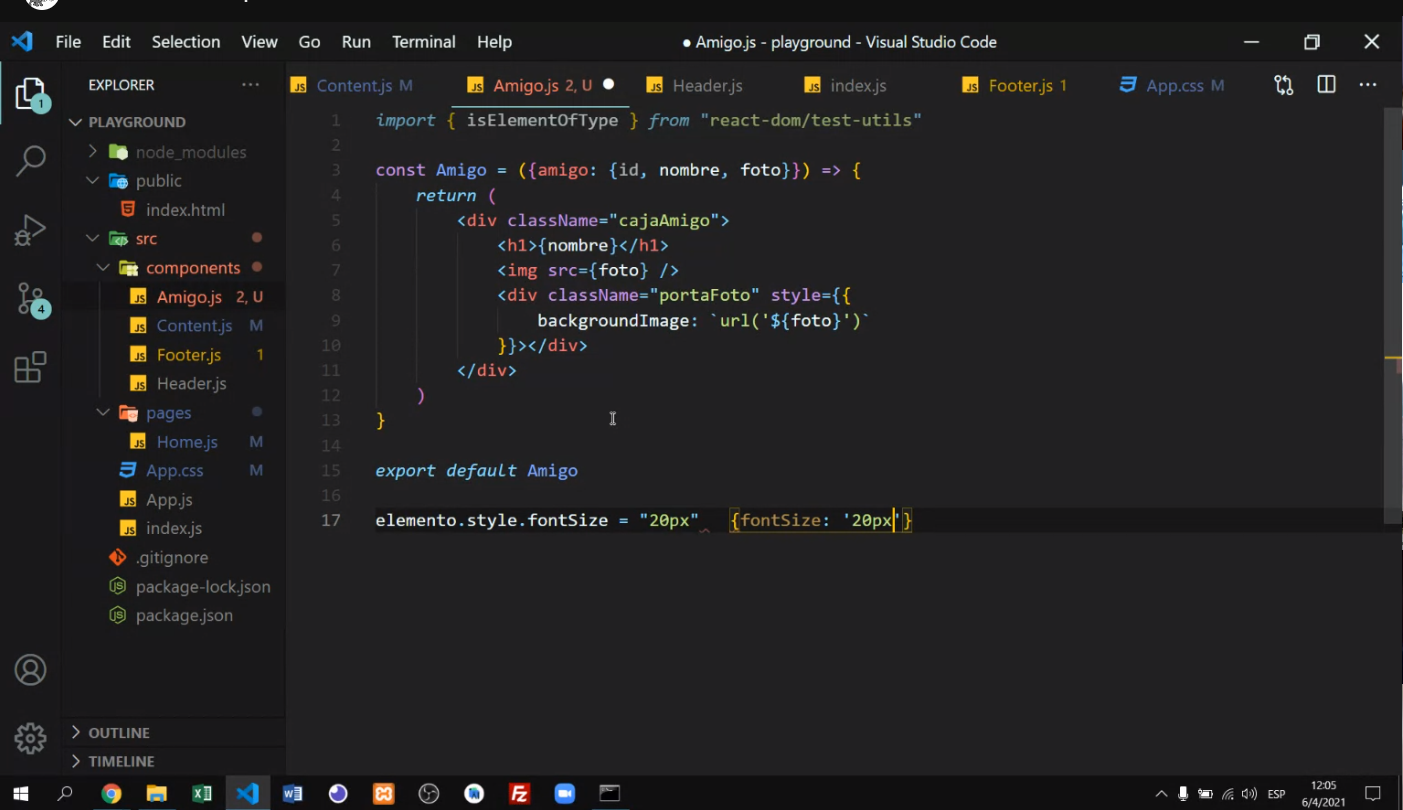 File Edit Selection View Go Run Terminal Help ● Amigo.js - playground - Visual Studio Code
EXPLORER ...
Content.js M Amigo.js 2, U ● Header.js index.js Footer.js 1 App.css M ...
1
4
PLAYGROUND
node_modules
public
index.html
src
components
Amigo.js 2, U
Content.js M
Footer.js 1
Header.js
pages
Home.js M
App.css M
App.js
index.js
.gitignore
package-lock.json
package.json
OUTLINE
TIMELINE
1 import { isElementOfType } from "react-dom/test-utils"
2
3 const Amigo = ({amigo: {id, nombre, foto}}) => {
4 return (
5 <div className="cajaAmigo">
6 <h1>{nombre}</h1>
7 <img src={foto} />
8 <div className="portaFoto" style={{
9 backgroundImage: `url('${foto}')`
10 }}></div>
11 </div>
12 )
13 }
14
15 export default Amigo
16
17 elemento.style.fontSize = "20px" {fontSize: '20px'}
ESP
12:05
6/4/2021